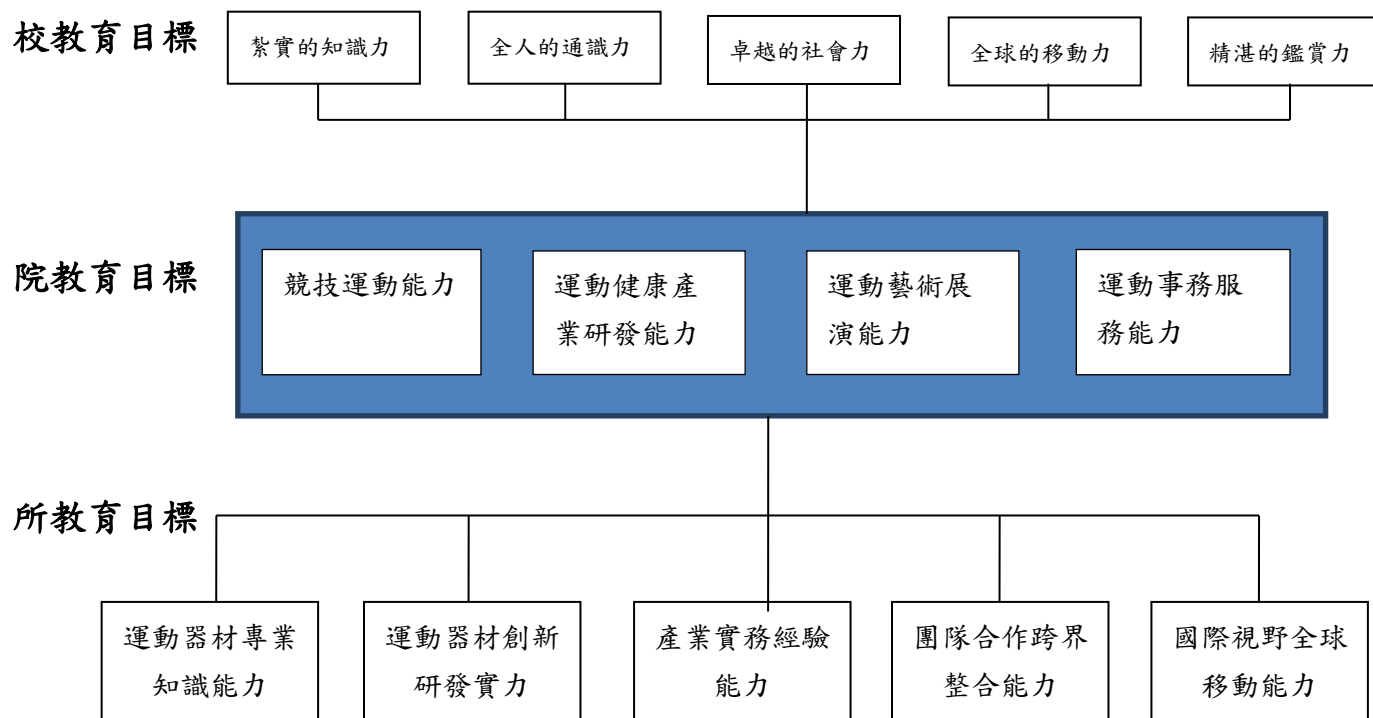 校教育目標
紮實的知識力
全人的通識力
卓越的社會力
全球的移動力
精湛的鑑賞力
院教育目標
競技運動能力
運動健康產
業研發能力
運動藝術展
演能力
運動事務服
務能力
所教育目標
運動器材專業
知識能力
運動器材創新
研發實力
產業實務經驗
能力
團隊合作跨界
整合能力
國際視野全球
移動能力